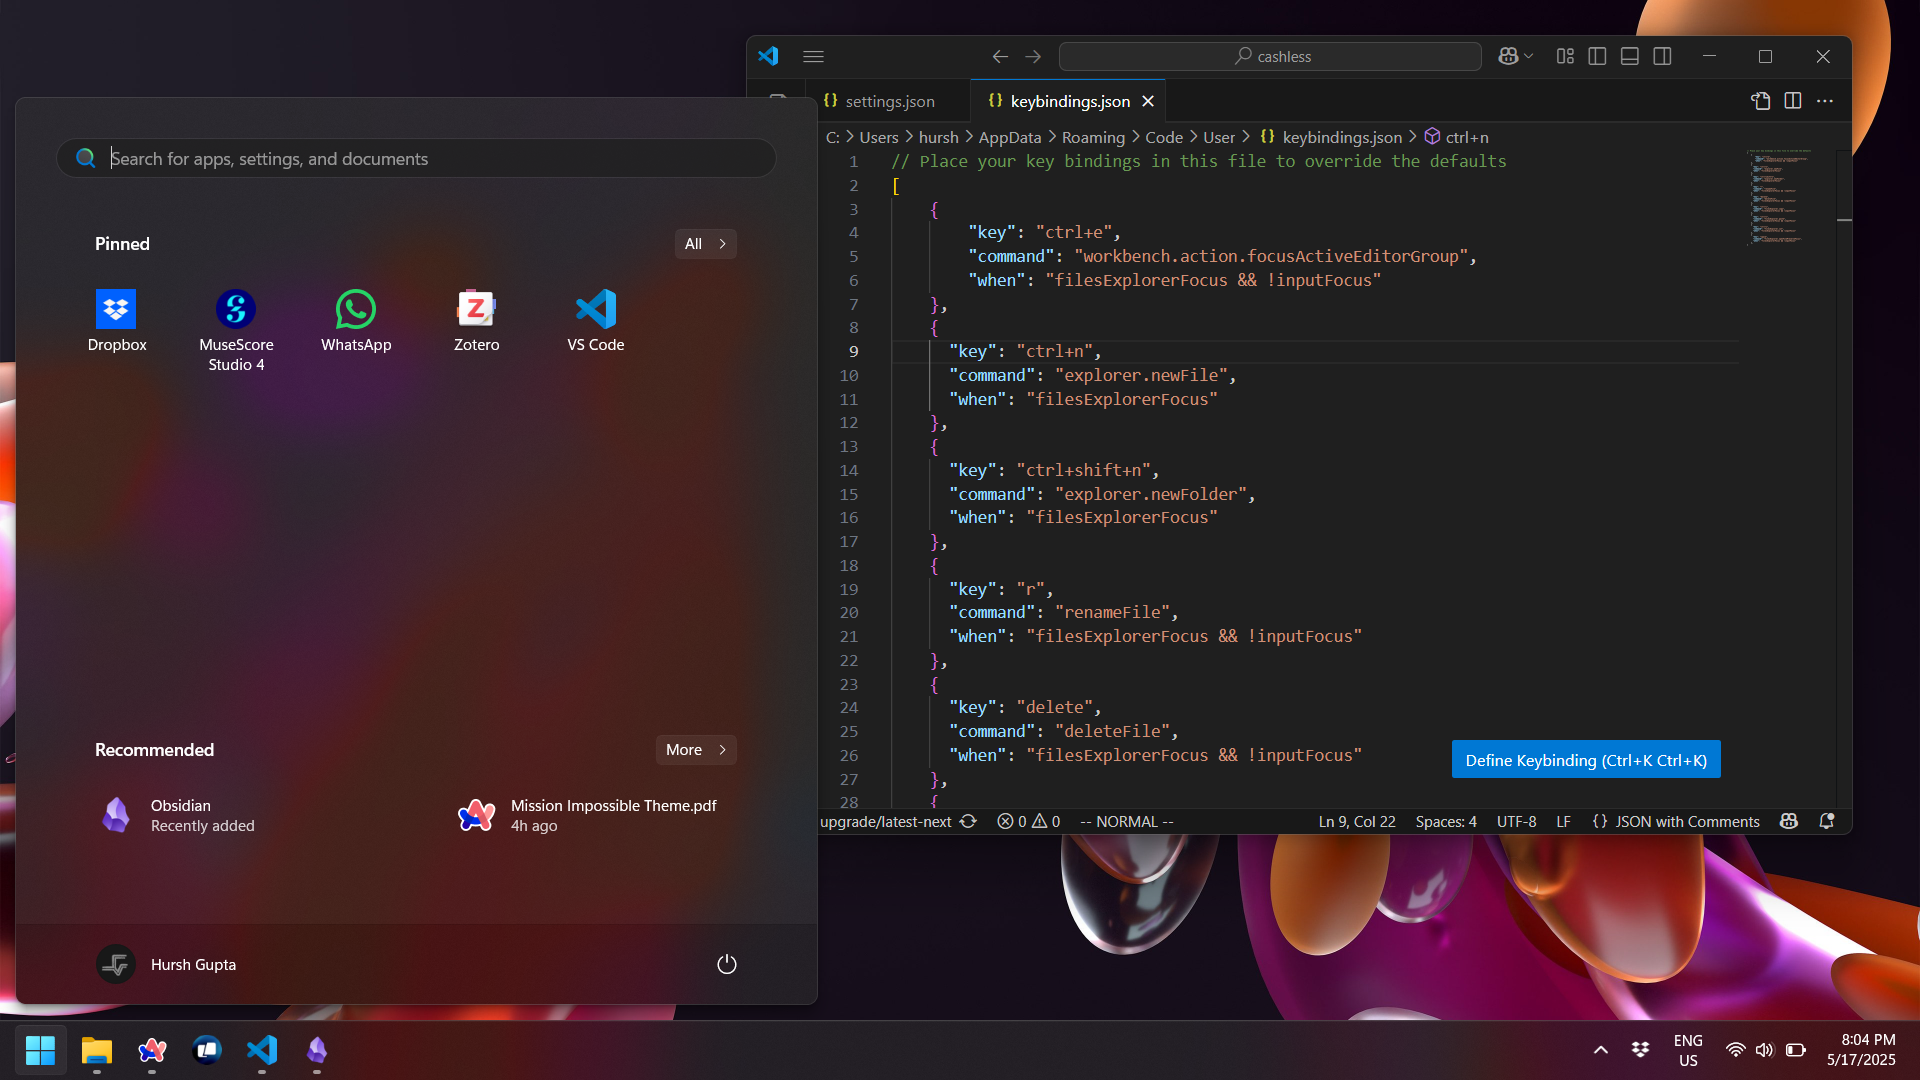 cashless
settings.json
keybindings.json
C: > Users > hursh > AppData > Roaming > Code > User > {} keybindings.json > ctrl+n
1 // Place your key bindings in this file to override the defaults
2 [
3 {
4 "key": "ctrl+e",
5 "command": "workbench.action.focusActiveEditorGroup",
6 "when": "filesExplorerFocus && !inputFocus"
7 },
8 {
9 "key": "ctrl+n",
10 "command": "explorer.newFile",
11 "when": "filesExplorerFocus"
12 },
13 {
14 "key": "ctrl+shift+n",
15 "command": "explorer.newFolder",
16 "when": "filesExplorerFocus"
17 },
18 {
19 "key": "r",
20 "command": "renameFile",
21 "when": "filesExplorerFocus && !inputFocus"
22 },
23 {
24 "key": "delete",
25 "command": "deleteFile",
26 "when": "filesExplorerFocus && !inputFocus"
27 },
28 {
Define Keybinding (Ctrl+K Ctrl+K)
upgrade/latest-next 0 0 -- NORMAL -- Ln 9, Col 22 Spaces: 4 UTF-8 LF {} JSON with Comments
Search for apps, settings, and documents
Pinned
All >
Dropbox
MuseScore
Studio 4
WhatsApp
Zotero
VS Code
Recommended
More >
Obsidian
Recently added
Mission Impossible Theme.pdf
4h ago
Hursh Gupta
ENG
US
8:04 PM
5/17/2025